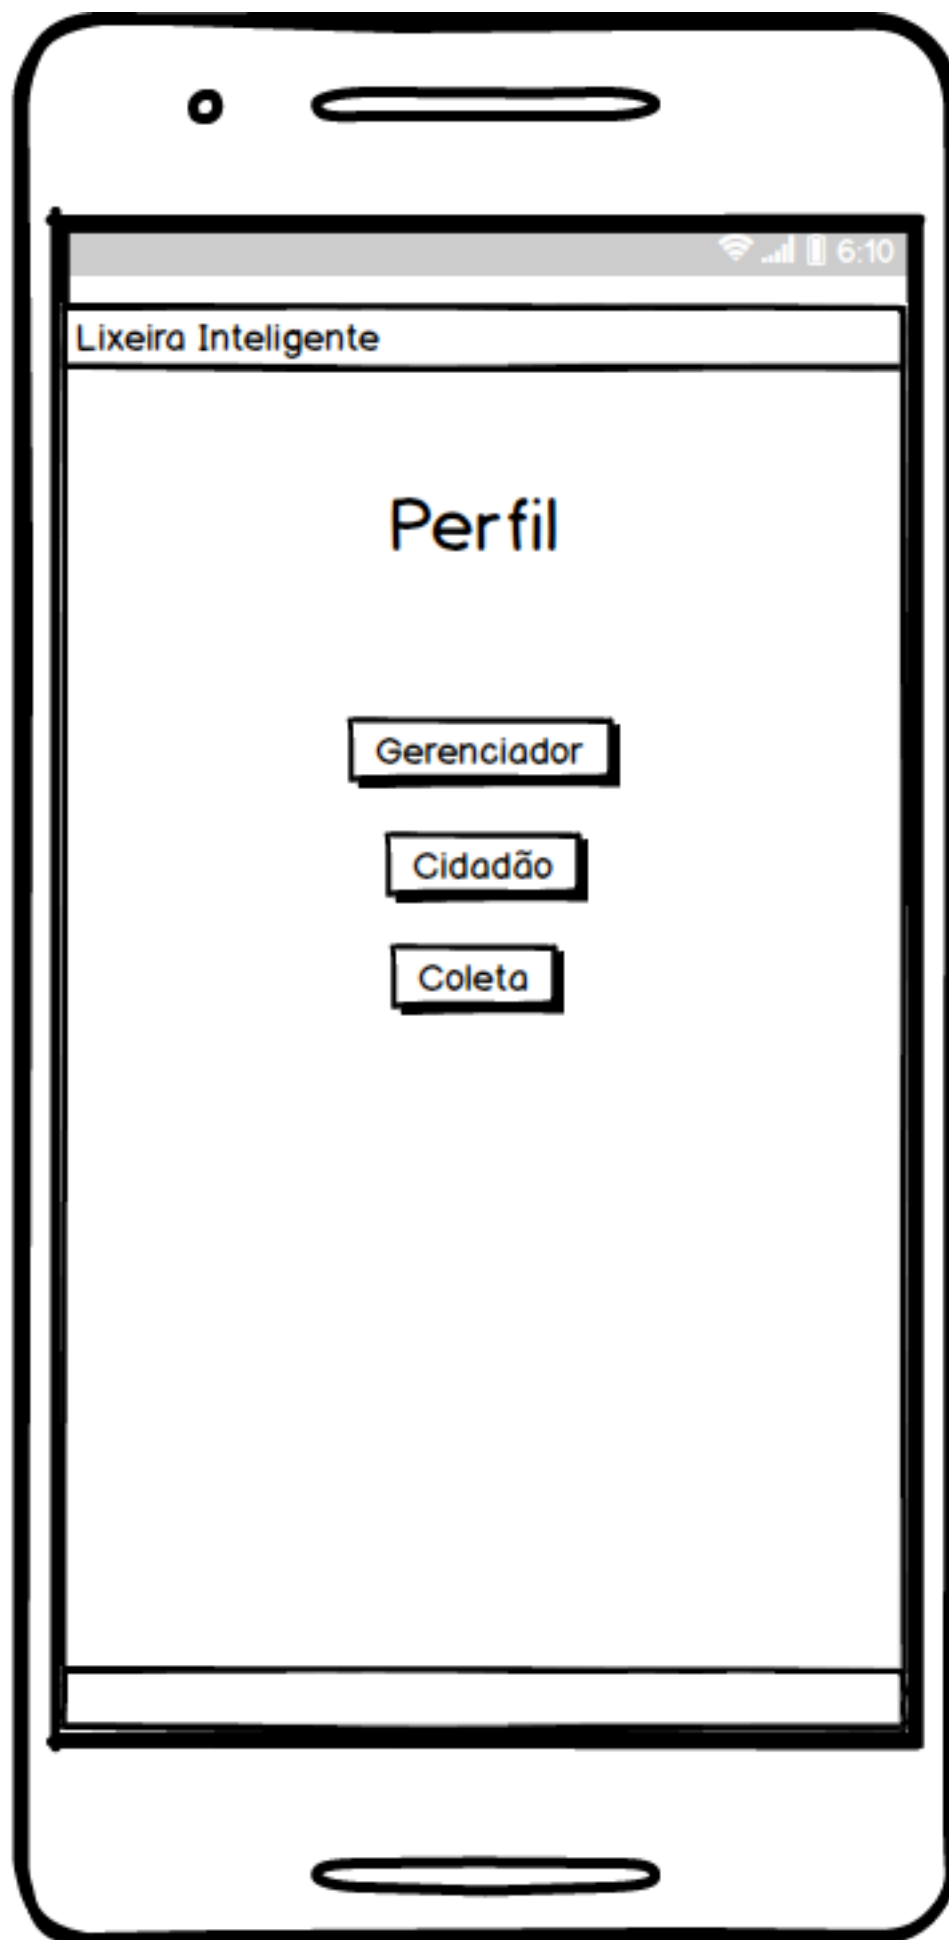 6:10
Lixeira Inteligente
Perfil
Gerenciador
Cidadão
Coleta